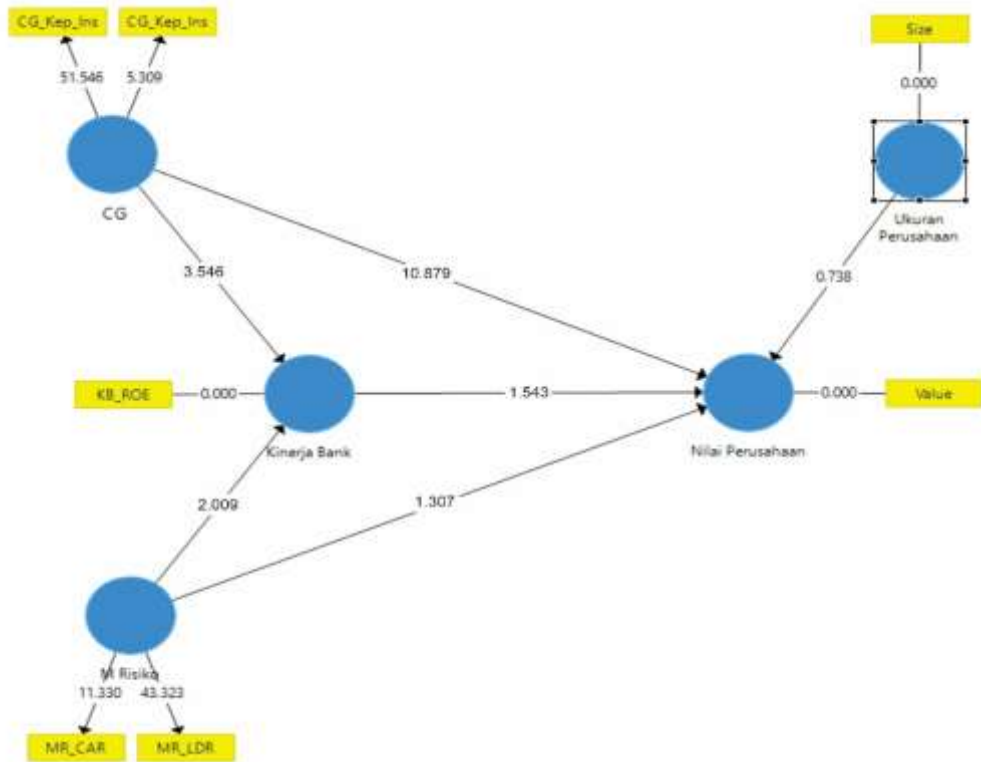 CG_Kep_Ins
CG_Kep_Ins
Size
51.546
5.309
0.000
CG
Ukuran
Perusahaan
3.546
10.879
0.738
KB_ROE
0.000
1.543
0.000
Value
Kinerja Bank
Nilai Perusahaan
2.009
1.307
M Risiko
11.330
43.323
MR_CAR
MR_LDR